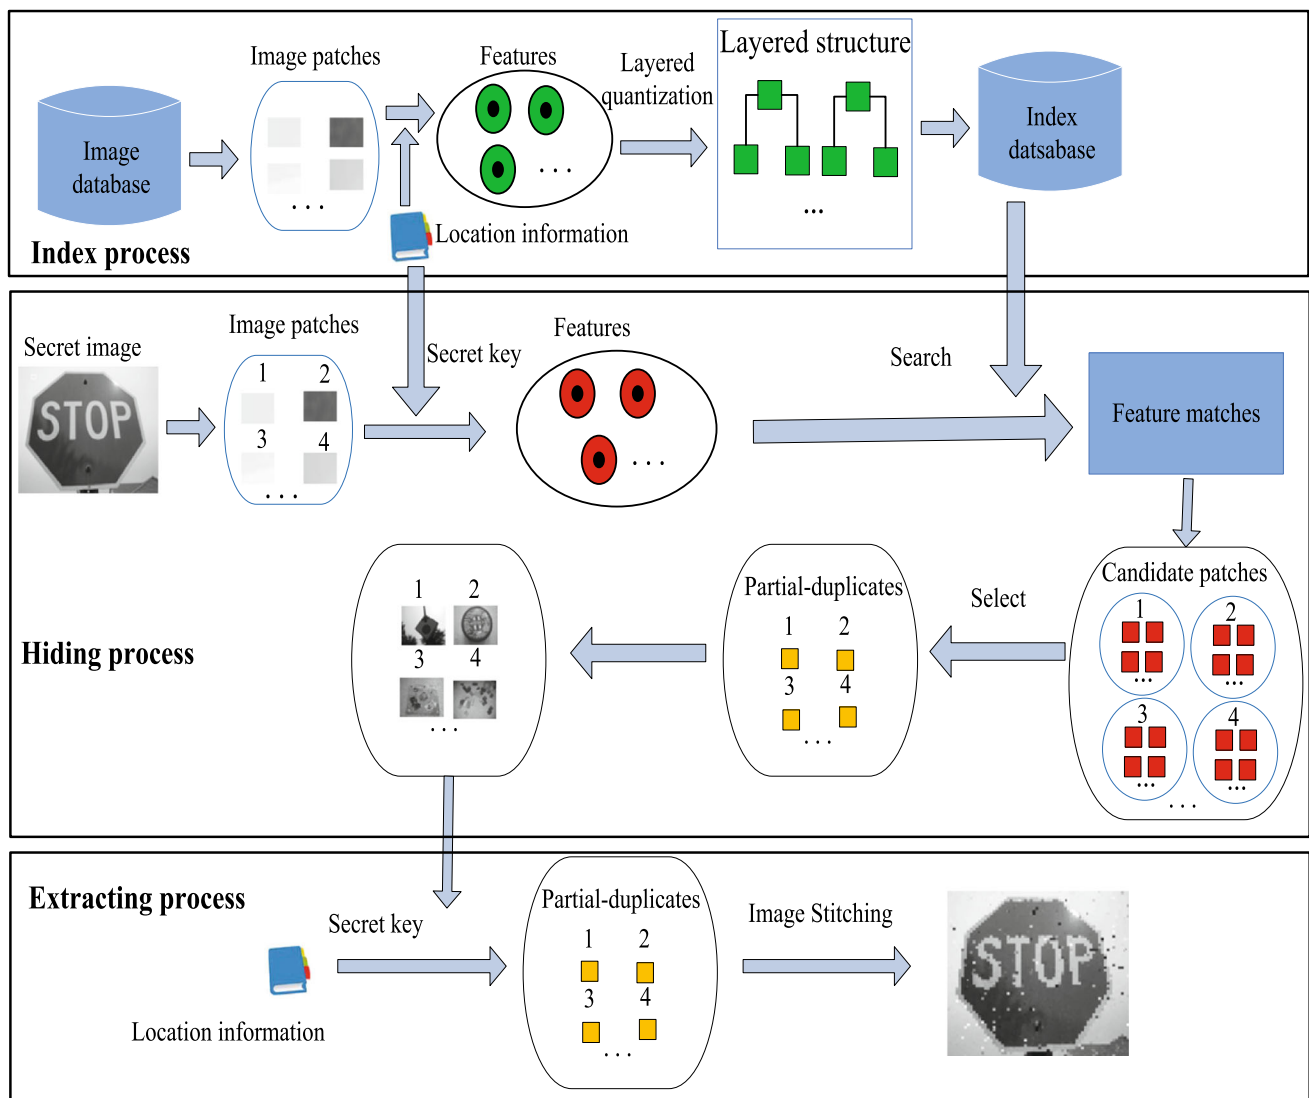 Image patches
Features
Layered
quantization
Layered structure
Image
database
. . .
. . .
...
Index
datsabase
Location information
Index process
Secret image
Image patches
1 2
3 4
. . .
STOP
Secret key
Features
. . .
Search
Feature matches
Candidate patches
1 2
... ...
3 4
... ...
. . .
Select
Partial-duplicates
1 2
3 4
. . .
1 2
3 4
. . .
Hiding process
Extracting process
Secret key
Location information
Partial-duplicates
1 2
3 4
. . .
Image Stitching
STOP